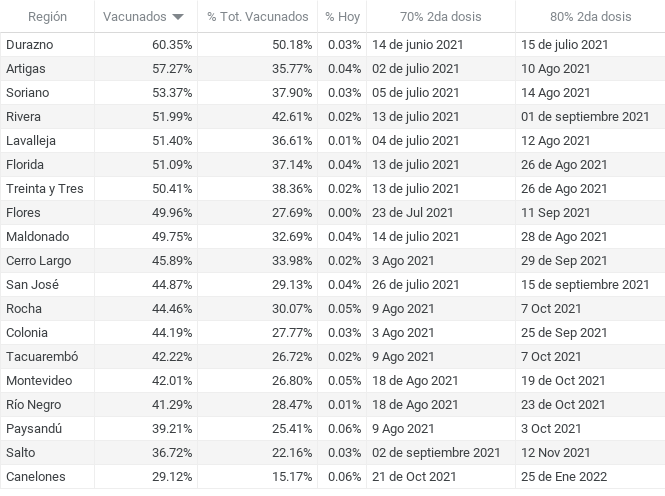 Región Vacunados % Tot. Vacunados % Hoy 70% 2da dosis 80% 2da dosis
Durazno 60.35% 50.18% 0.03% 14 de junio 2021 15 de julio 2021
Artigas 57.27% 35.77% 0.04% 02 de julio 2021 10 Ago 2021
Soriano 53.37% 37.90% 0.03% 05 de julio 2021 14 Ago 2021
Rivera 51.99% 42.61% 0.02% 13 de julio 2021 01 de septiembre 2021
Lavalleja 51.40% 36.61% 0.01% 04 de julio 2021 12 Ago 2021
Florida 51.09% 37.14% 0.04% 13 de julio 2021 26 de Ago 2021
Treinta y Tres 50.41% 38.36% 0.02% 13 de julio 2021 26 de Ago 2021
Flores 49.96% 27.69% 0.00% 23 de Jul 2021 11 Sep 2021
Maldonado 49.75% 32.69% 0.04% 14 de julio 2021 28 de Ago 2021
Cerro Largo 45.89% 33.98% 0.02% 3 Ago 2021 29 de Sep 2021
San José 44.87% 29.13% 0.04% 26 de julio 2021 15 de septiembre 2021
Rocha 44.46% 30.07% 0.05% 9 Ago 2021 7 Oct 2021
Colonia 44.19% 27.77% 0.03% 3 Ago 2021 25 de Sep 2021
Tacuarembó 42.22% 26.72% 0.02% 9 Ago 2021 7 Oct 2021
Montevideo 42.01% 26.80% 0.05% 18 de Ago 2021 19 de Oct 2021
Río Negro 41.29% 28.47% 0.01% 18 de Ago 2021 23 de Oct 2021
Paysandú 39.21% 25.41% 0.06% 9 Ago 2021 3 Oct 2021
Salto 36.72% 22.16% 0.03% 02 de septiembre 2021 12 Nov 2021
Canelones 29.12% 15.17% 0.06% 21 de Oct 2021 25 de Ene 2022